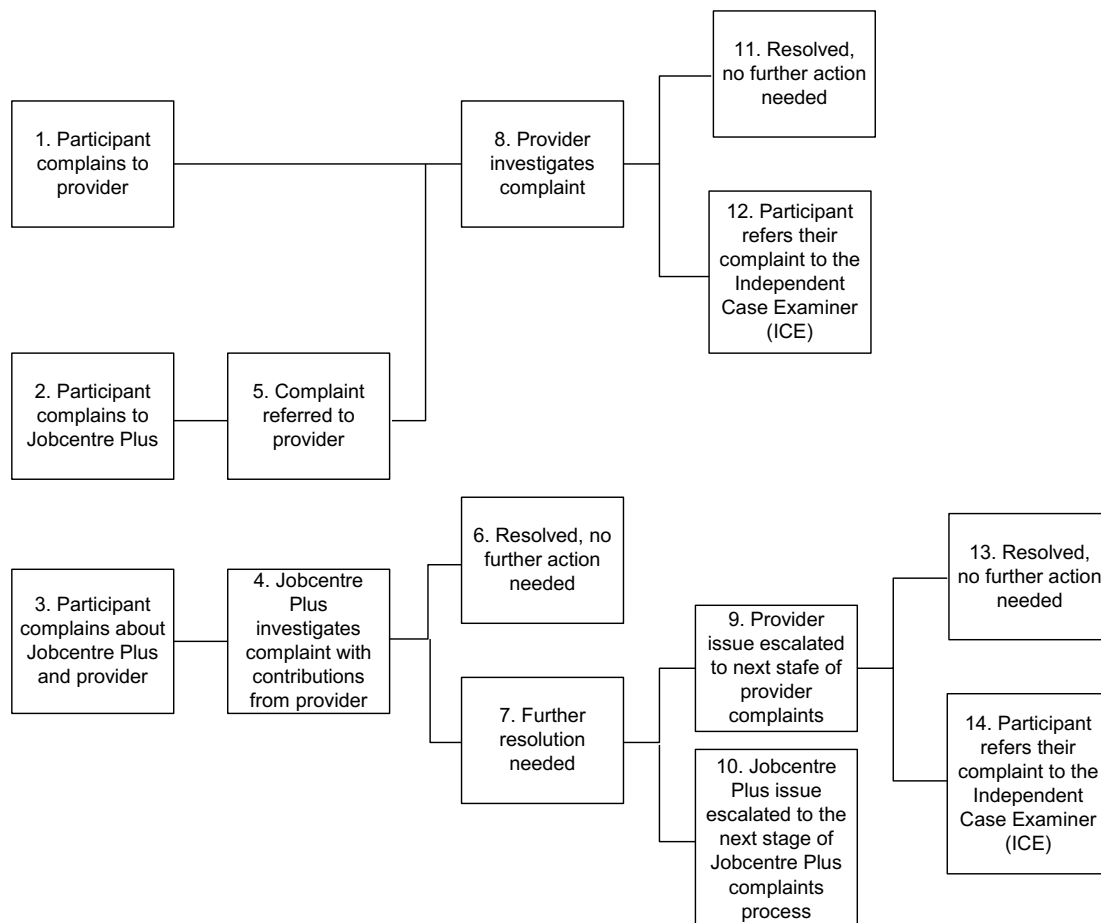 1. Participant
complains to
provider
2. Participant
complains to
Jobcentre Plus
3. Participant
complains about
Jobcentre Plus
and provider
4. Jobcentre
Plus
investigates
complaint with
contributions
from provider
5. Complaint
referred to
provider
6. Resolved, no
further action
needed
7. Further
resolution
needed
8. Provider
investigates
complaint
9. Provider
issue escalated
to next stafe of
provider
complaints
10. Jobcentre
Plus issue
escalated to the
next stage of
Jobcentre Plus
complaints
process
11. Resolved,
no further action
needed
12. Participant
refers their
complaint to the
Independent
Case Examiner
(ICE)
13. Resolved,
no further action
needed
14. Participant
refers their
complaint to the
Independent
Case Examiner
(ICE)